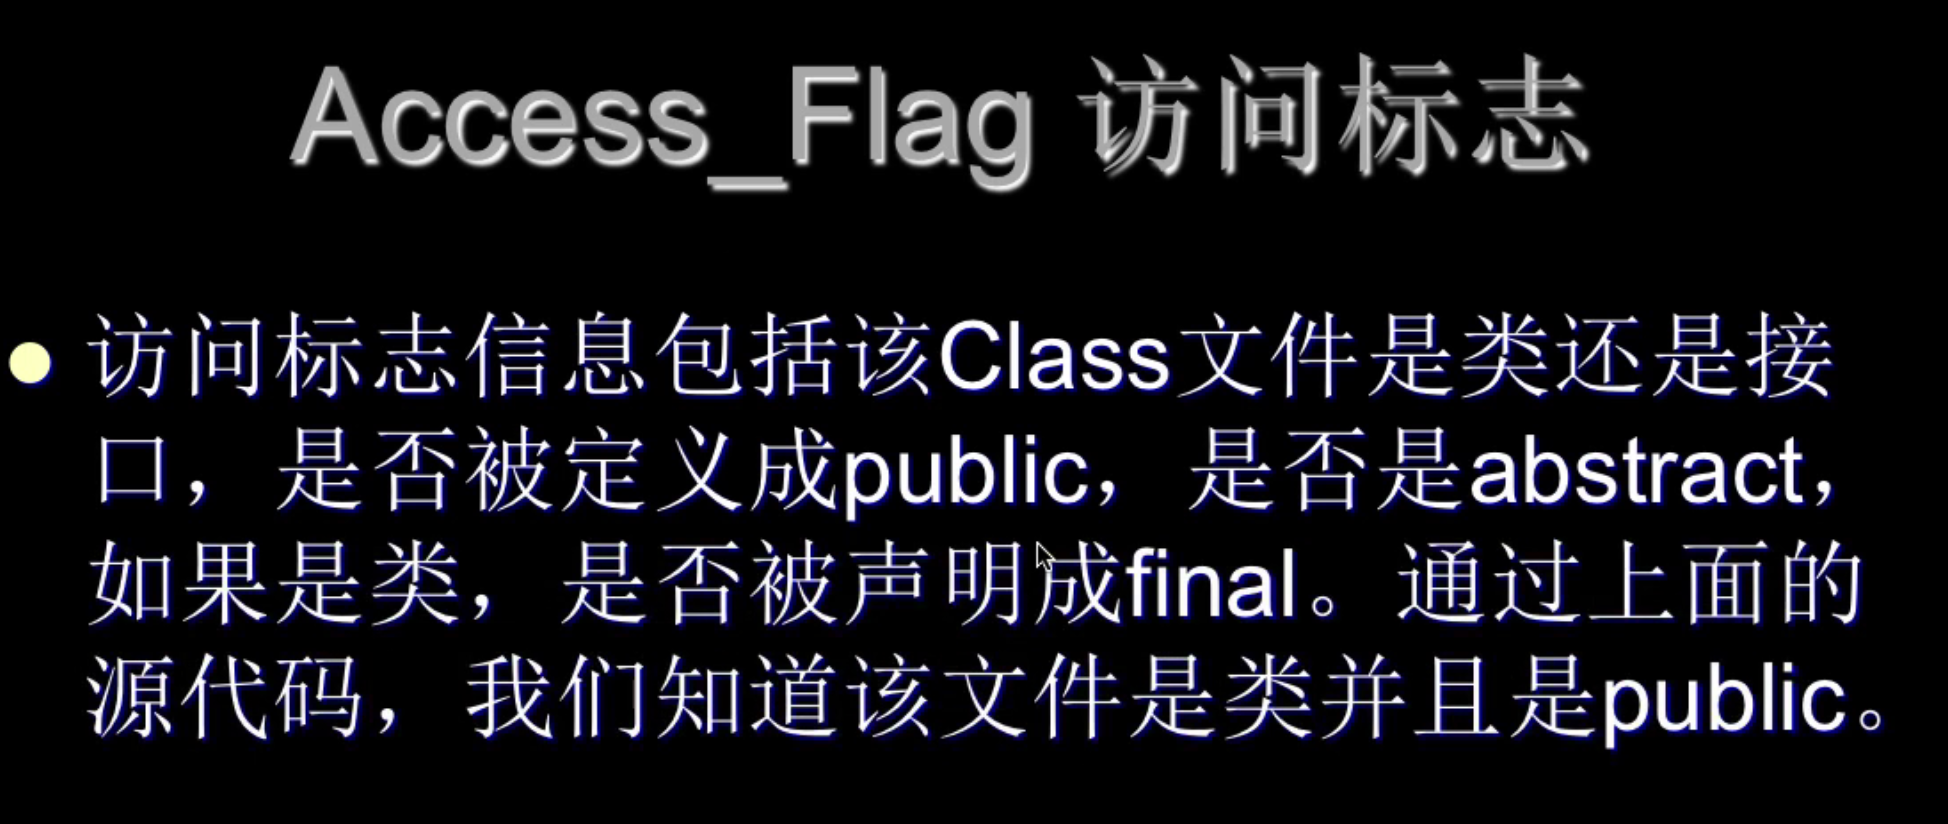 Access_Flag 访问标志
访问标志信息包括该Class文件是类还是接
口，是否被定义成public，是否是abstract，
如果是类，是否被声明成final。通过上面的
源代码，我们知道该文件是类并且是public。